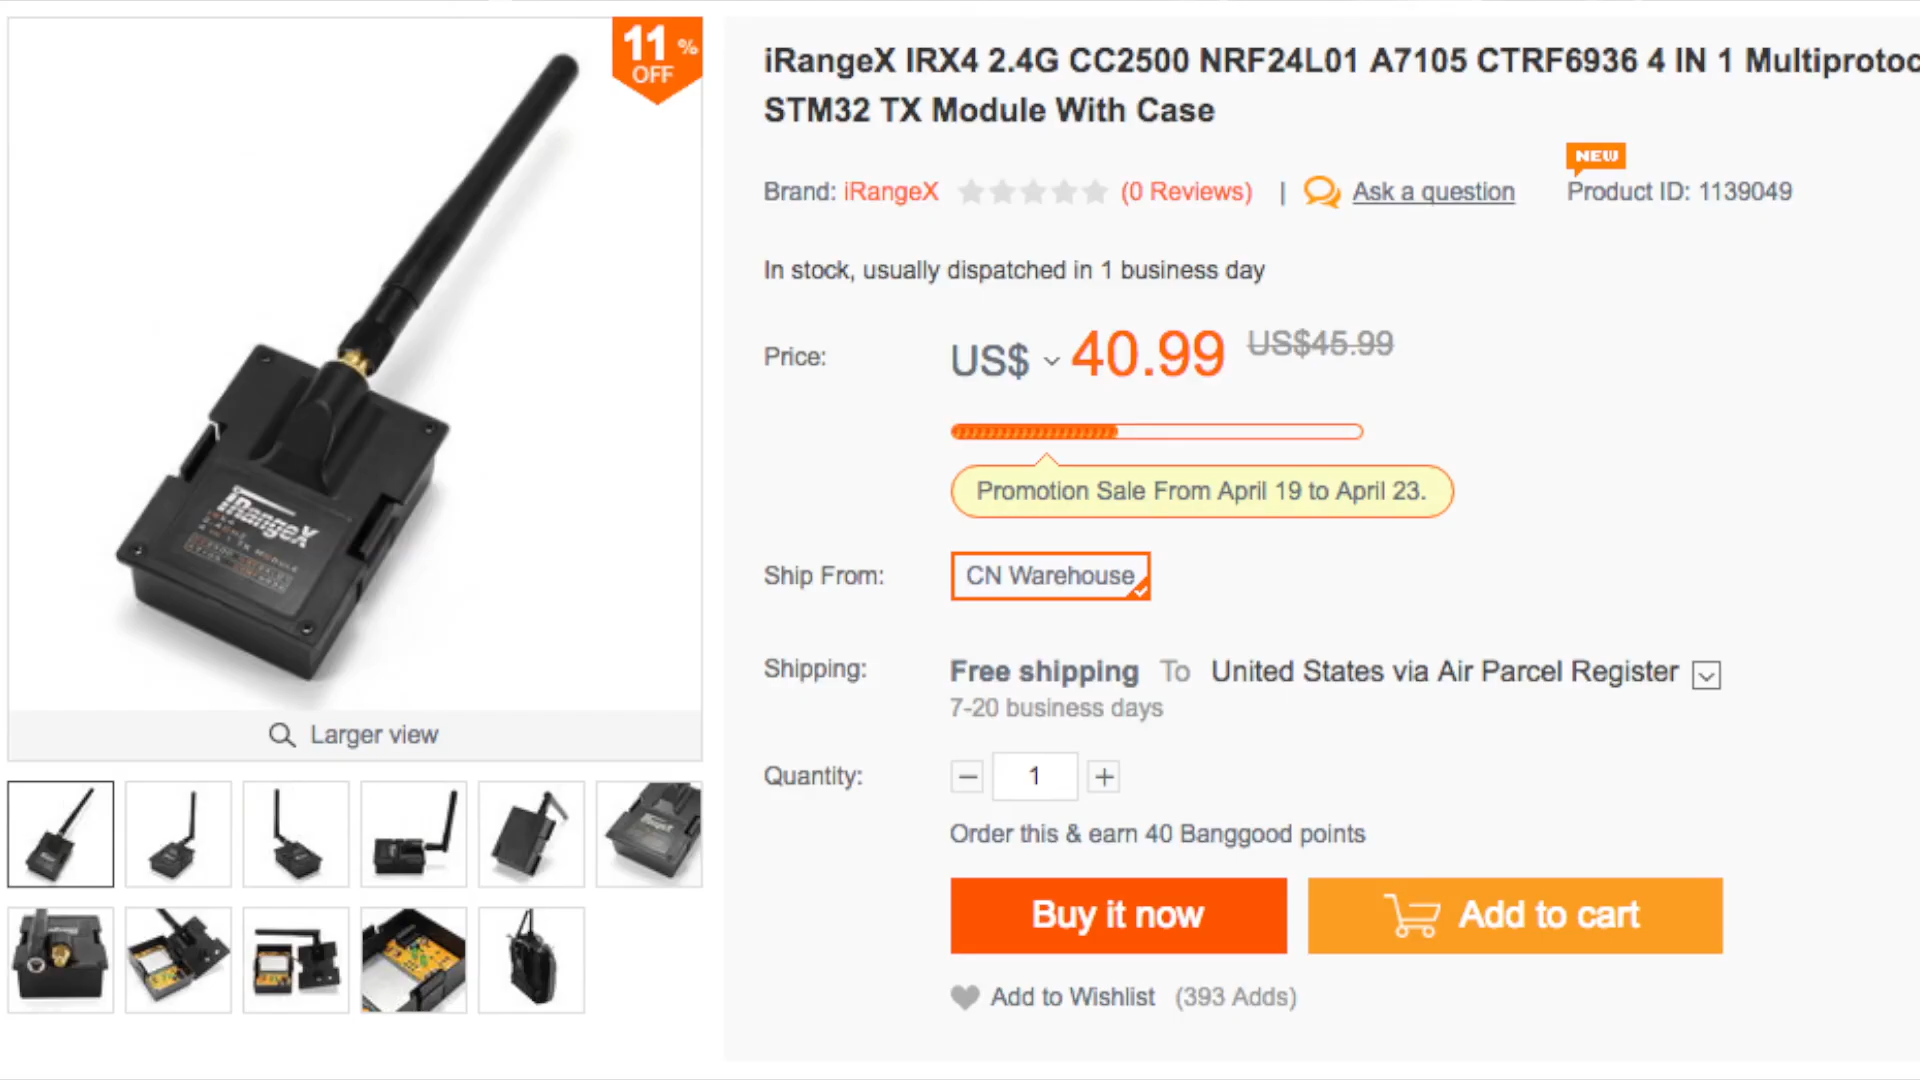 11 %
OFF
iRangeX IRX4 2.4G CC2500 NRF24L01 A7105 CTRF6936 4 IN 1 Multiprotoc
STM32 TX Module With Case
NEW
Brand: iRangeX (0 Reviews) | Ask a question Product ID: 1139049
In stock, usually dispatched in 1 business day
Price: US$ 40.99 US$45.99
Promotion Sale From April 19 to April 23.
Ship From: CN Warehouse
Shipping: Free shipping To United States via Air Parcel Register
7-20 business days
Quantity: 1
Order this & earn 40 Banggood points
Buy it now Add to cart
Add to Wishlist (393 Adds)
iRangeX
Larger view